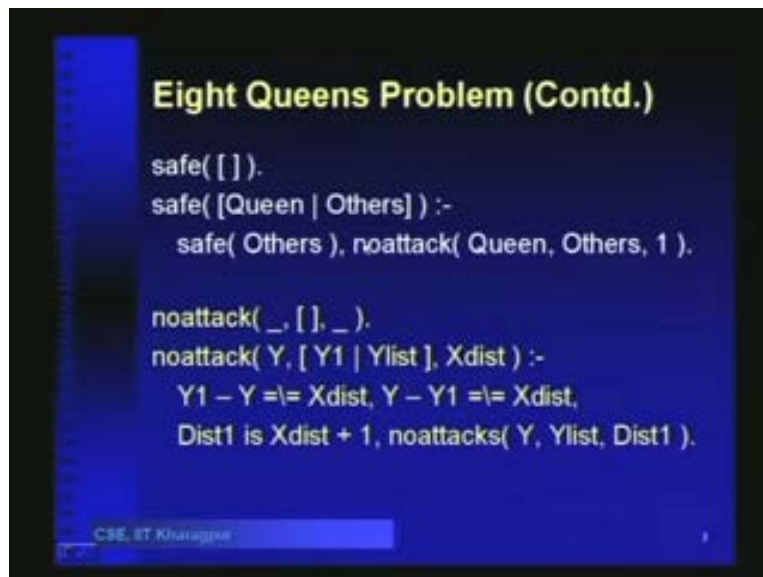 Eight Queens Problem (Contd.)
safe( [ ] ).
safe( [Queen | Others] ) :-
safe( Others ), noattack( Queen, Others, 1 ).
noattack( _, [ ], _ ).
noattack( Y, [ Y1 | Ylist ], Xdist ) :-
Y1 – Y =\= Xdist, Y – Y1 =\= Xdist,
Dist1 is Xdist + 1, noattacks( Y, Ylist, Dist1 ).
CSE, IIT Kharagpur